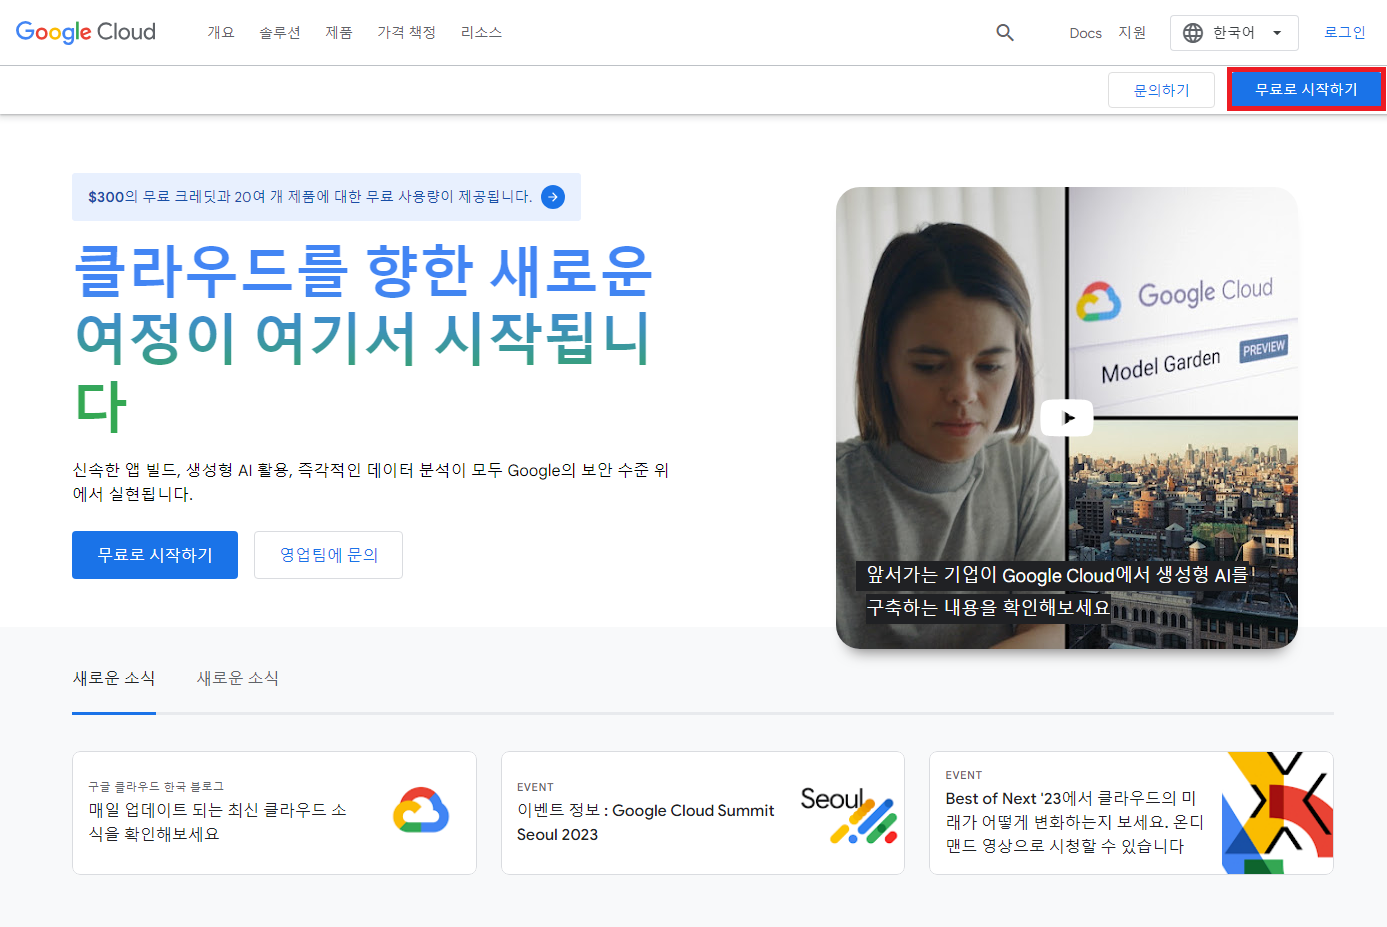 Google Cloud
개요 솔루션 제품 가격 책정 리소스
Docs 지원 한국어 로그인
문의하기 무료로 시작하기
$300의 무료 크레딧과 20여 개 제품에 대한 무료 사용량이 제공됩니다.
클라우드를 향한 새로운
여정이 여기서 시작됩니
다
신속한 앱 빌드, 생성형 AI 활용, 즉각적인 데이터 분석이 모두 Google의 보안 수준 위
에서 실현됩니다.
무료로 시작하기 영업팀에 문의
Google Cloud
Model Garden PREVIEW
앞서가는 기업이 Google Cloud에서 생성형 AI를
구축하는 내용을 확인해보세요
새로운 소식 새로운 소식
구글 클라우드 한국 블로그
매일 업데이트 되는 최신 클라우드 소
식을 확인해보세요
EVENT
이벤트 정보 : Google Cloud Summit
Seoul 2023
Seoul
EVENT
Best of Next '23에서 클라우드의 미
래가 어떻게 변화하는지 보세요. 온디
맨드 영상으로 시청할 수 있습니다